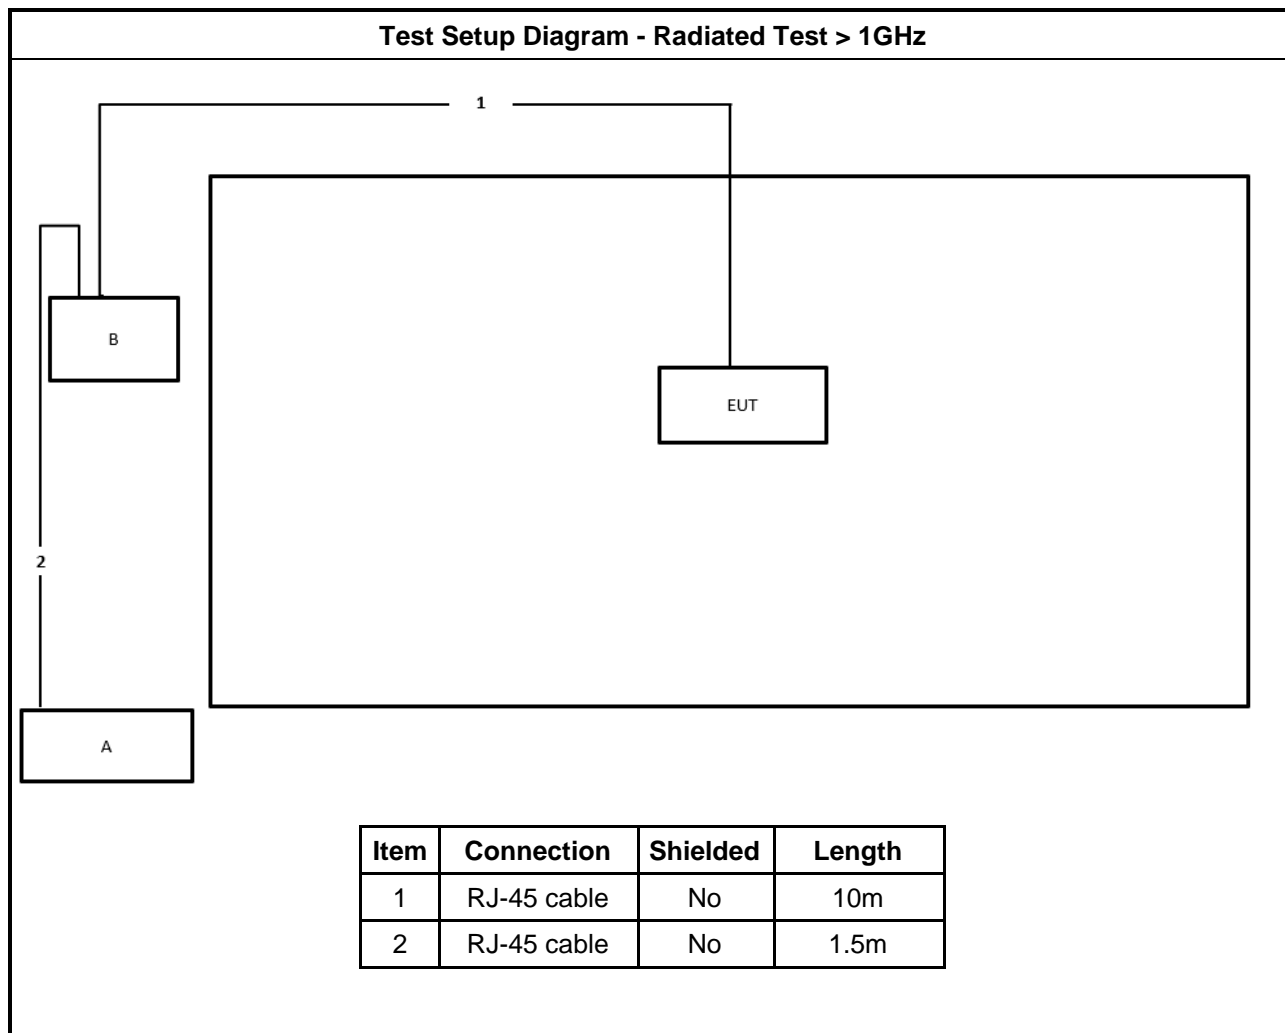 Test Setup Diagram - Radiated Test > 1GHz
1
B
EUT
2
A
Item Connection Shielded Length
1 RJ-45 cable No 10m
2 RJ-45 cable No 1.5m